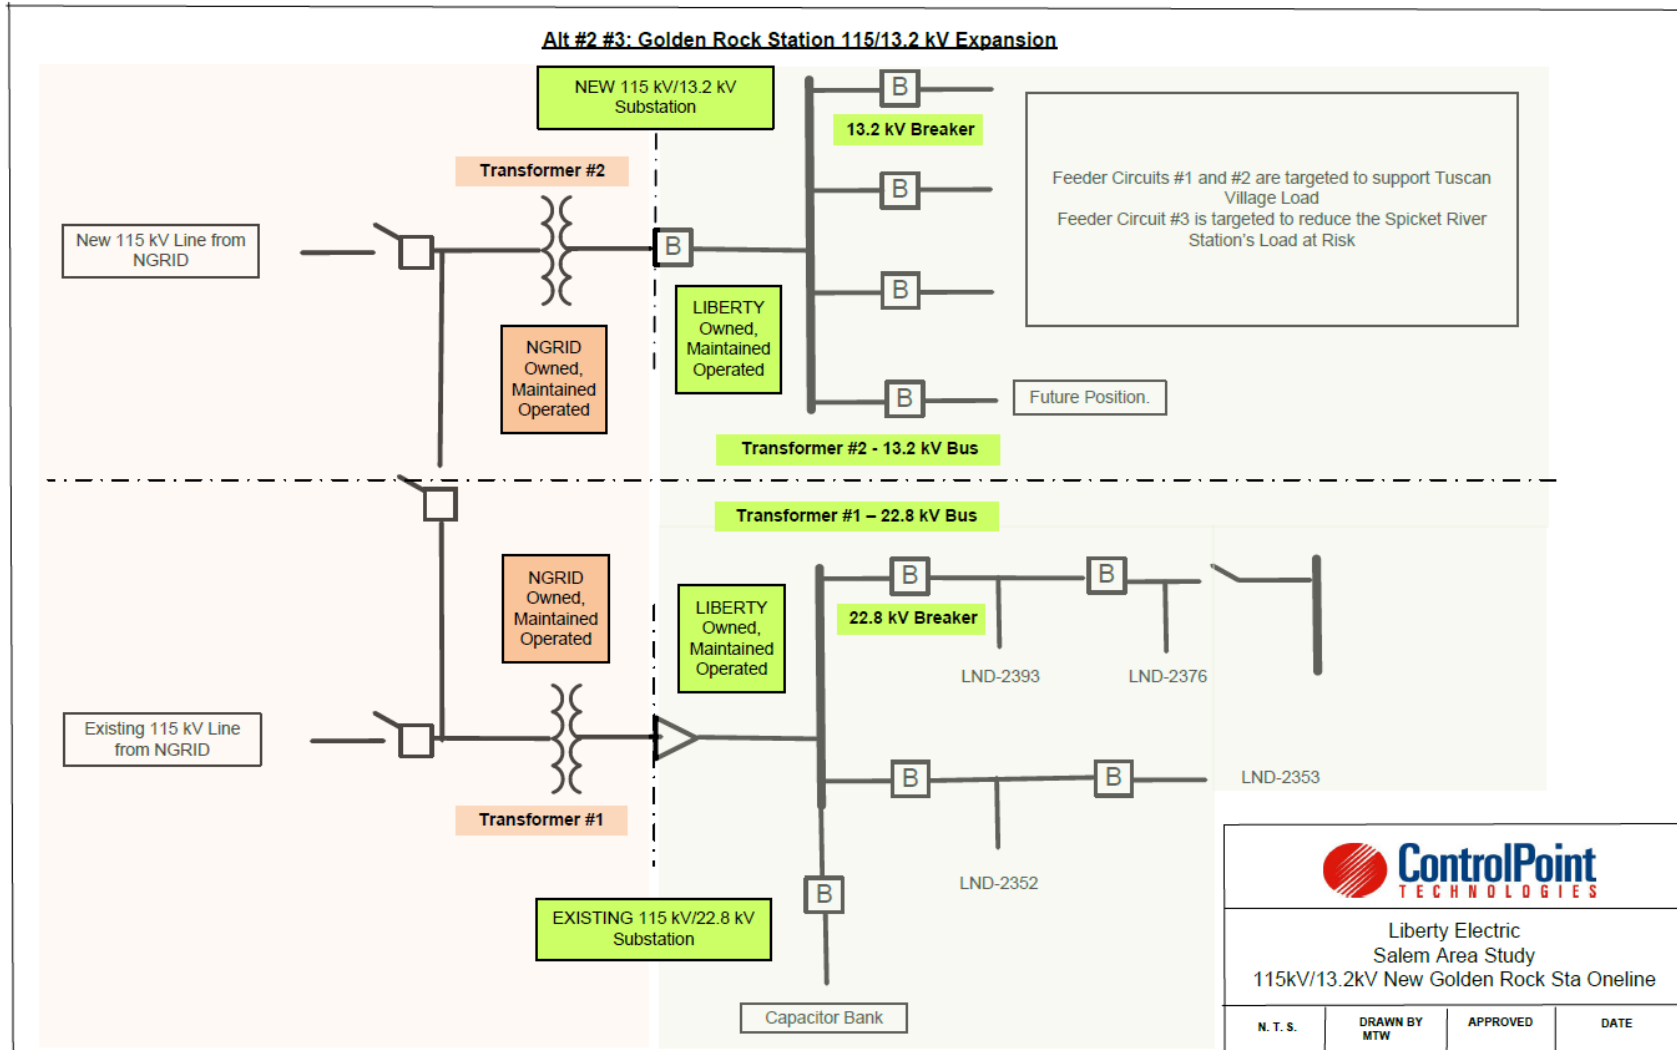 Alt #2 #3: Golden Rock Station 115/13.2 kV Expansion
NEW 115 kV/13.2 kV
Substation
B
13.2 kV Breaker
Transformer #2
B
Feeder Circuits #1 and #2 are targeted to support Tuscan
Village Load
Feeder Circuit #3 is targeted to reduce the Spicket River
Station's Load at Risk
New 115 kV Line from
NGRID
B
B
LIBERTY
Owned,
Maintained
Operated
NGRID
Owned,
Maintained
Operated
B
Future Position.
Transformer #2 - 13.2 kV Bus
Transformer #1 – 22.8 kV Bus
NGRID
Owned,
Maintained
Operated
LIBERTY
Owned,
Maintained
Operated
B
B
22.8 kV Breaker
LND-2393
LND-2376
Existing 115 kV Line
from NGRID
B
B
LND-2353
Transformer #1
LND-2352
B
EXISTING 115 kV/22.8 kV
Substation
Capacitor Bank
ControlPoint
TECHNOLOGIES
Liberty Electric
Salem Area Study
115kV/13.2kV New Golden Rock Sta Oneline
N. T. S.
DRAWN BY
MTW
APPROVED
DATE